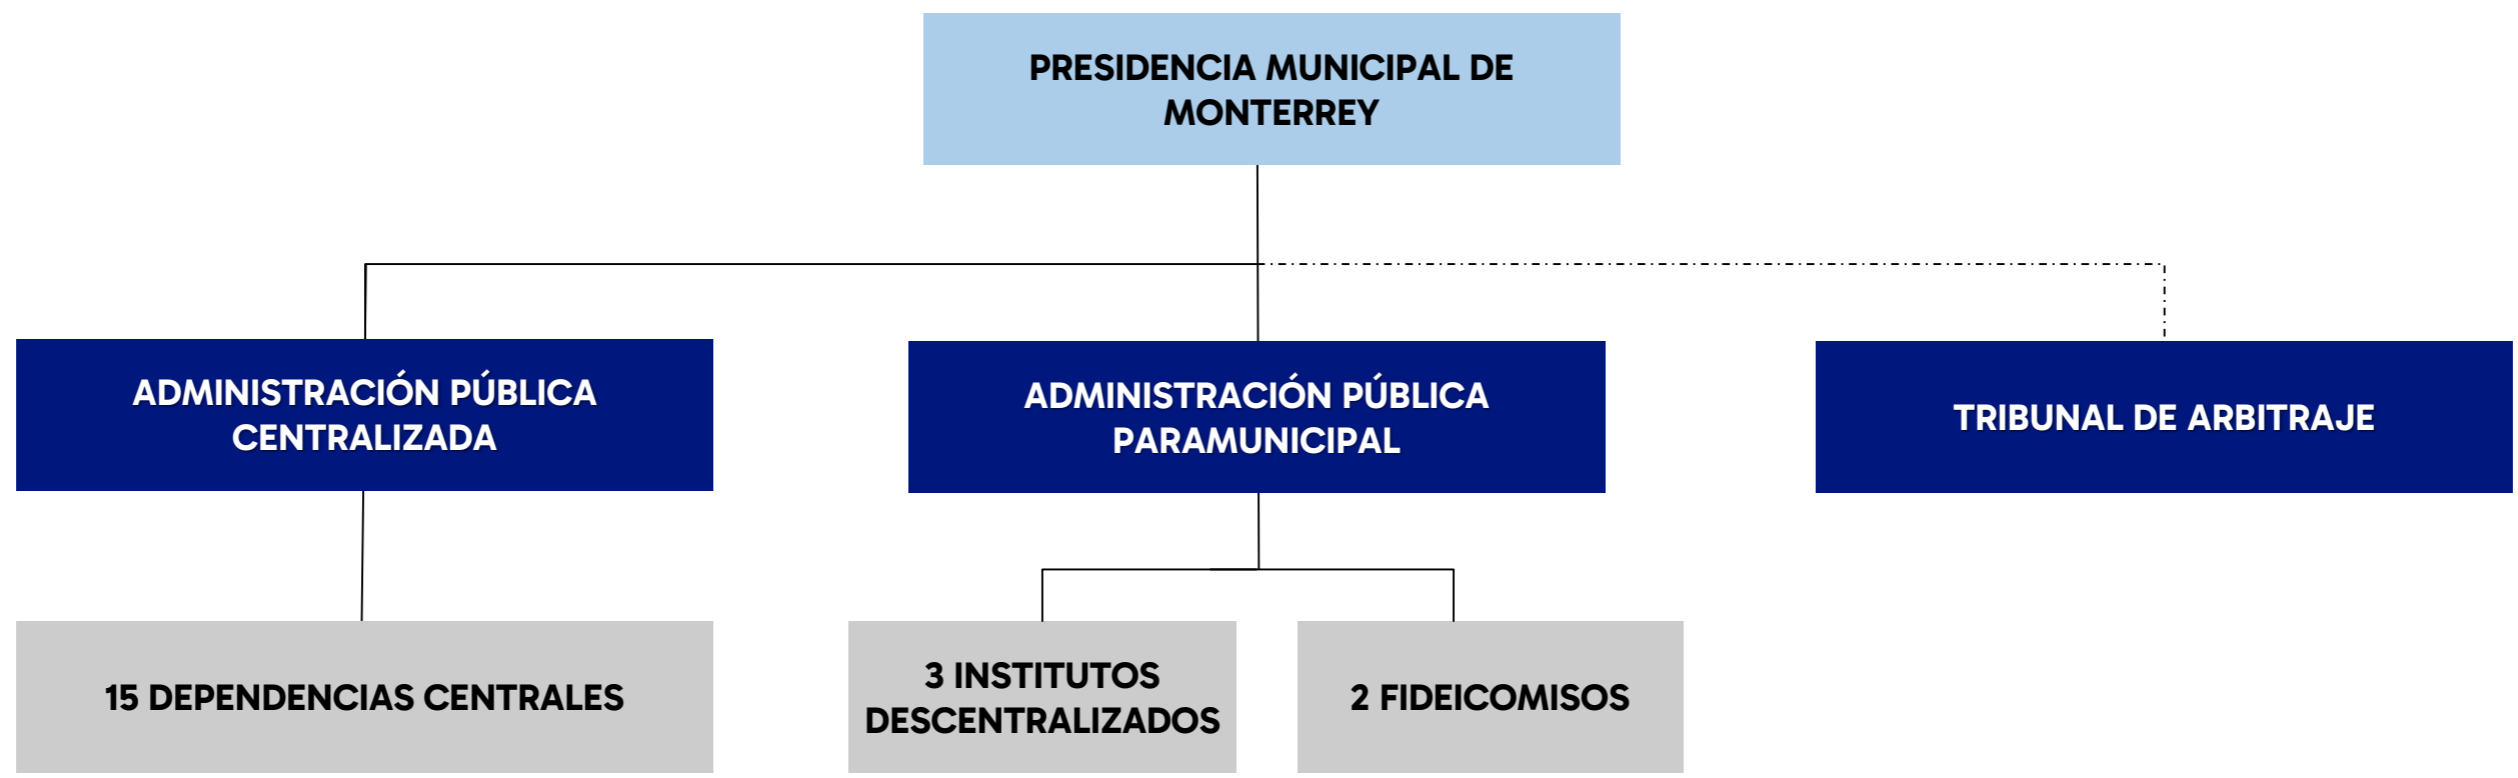 PRESIDENCIA MUNICIPAL DE
MONTERREY
ADMINISTRACIÓN PÚBLICA
CENTRALIZADA
ADMINISTRACIÓN PÚBLICA
PARAMUNICIPAL
TRIBUNAL DE ARBITRAJE
15 DEPENDENCIAS CENTRALES
3 INSTITUTOS
DESCENTRALIZADOS
2 FIDEICOMISOS